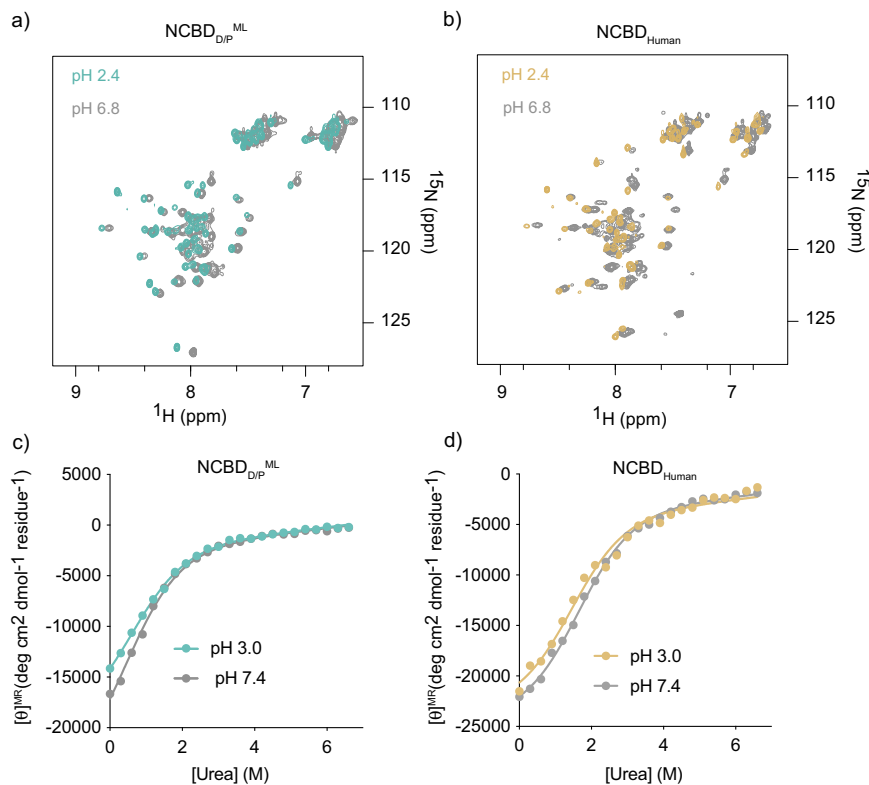 a)
NCBD_D/P^ML
pH 2.4
pH 6.8
110
115
120
125
15N (ppm)
9
8
7
1H (ppm)
b)
NCBD_Human
pH 2.4
pH 6.8
110
115
120
125
15N (ppm)
9
8
7
1H (ppm)
c)
NCBD_D/P^ML
5000
0
-5000
-10000
-15000
-20000
[θ]^MR(deg cm2 dmol-1 residue-1)
pH 3.0
pH 7.4
0
2
4
6
[Urea] (M)
d)
NCBD_Human
0
-5000
-10000
-15000
-20000
-25000
[θ]^MR(deg cm2 dmol-1 residue-1)
pH 3.0
pH 7.4
0
2
4
6
[Urea] (M)